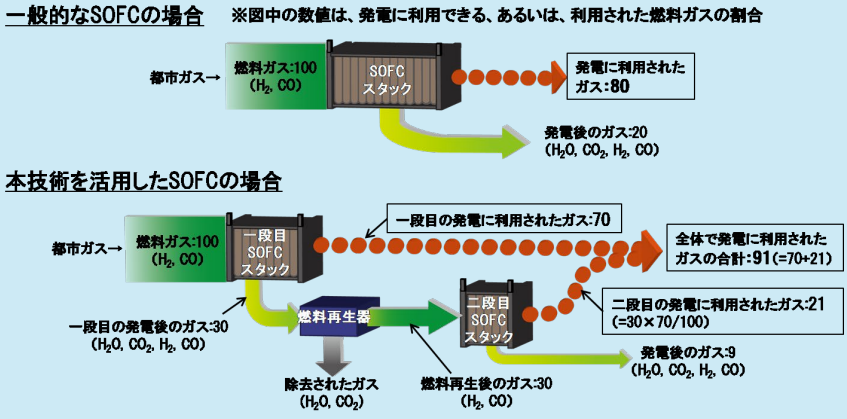 一般的なSOFCの場合
※図中の数値は、発電に利用できる、あるいは、利用された燃料ガスの割合
都市ガス→
燃料ガス:100
(H₂, CO)
SOFC
スタック
発電に利用された
ガス:80
発電後のガス:20
(H₂O, CO₂, H₂, CO)
本技術を活用したSOFCの場合
都市ガス→
燃料ガス:100
(H₂, CO)
一段目
SOFC
スタック
一段目の発電に利用されたガス:70
全体で発電に利用された
ガスの合計:91(=70+21)
一段目の発電後のガス:30
(H₂O, CO₂, H₂, CO)
燃料再生器
二段目
SOFC
スタック
二段目の発電に利用されたガス:21
(=30×70/100)
除去されたガス
(H₂O, CO₂)
燃料再生後のガス:30
(H₂, CO)
発電後のガス:9
(H₂O, CO₂, H₂, CO)